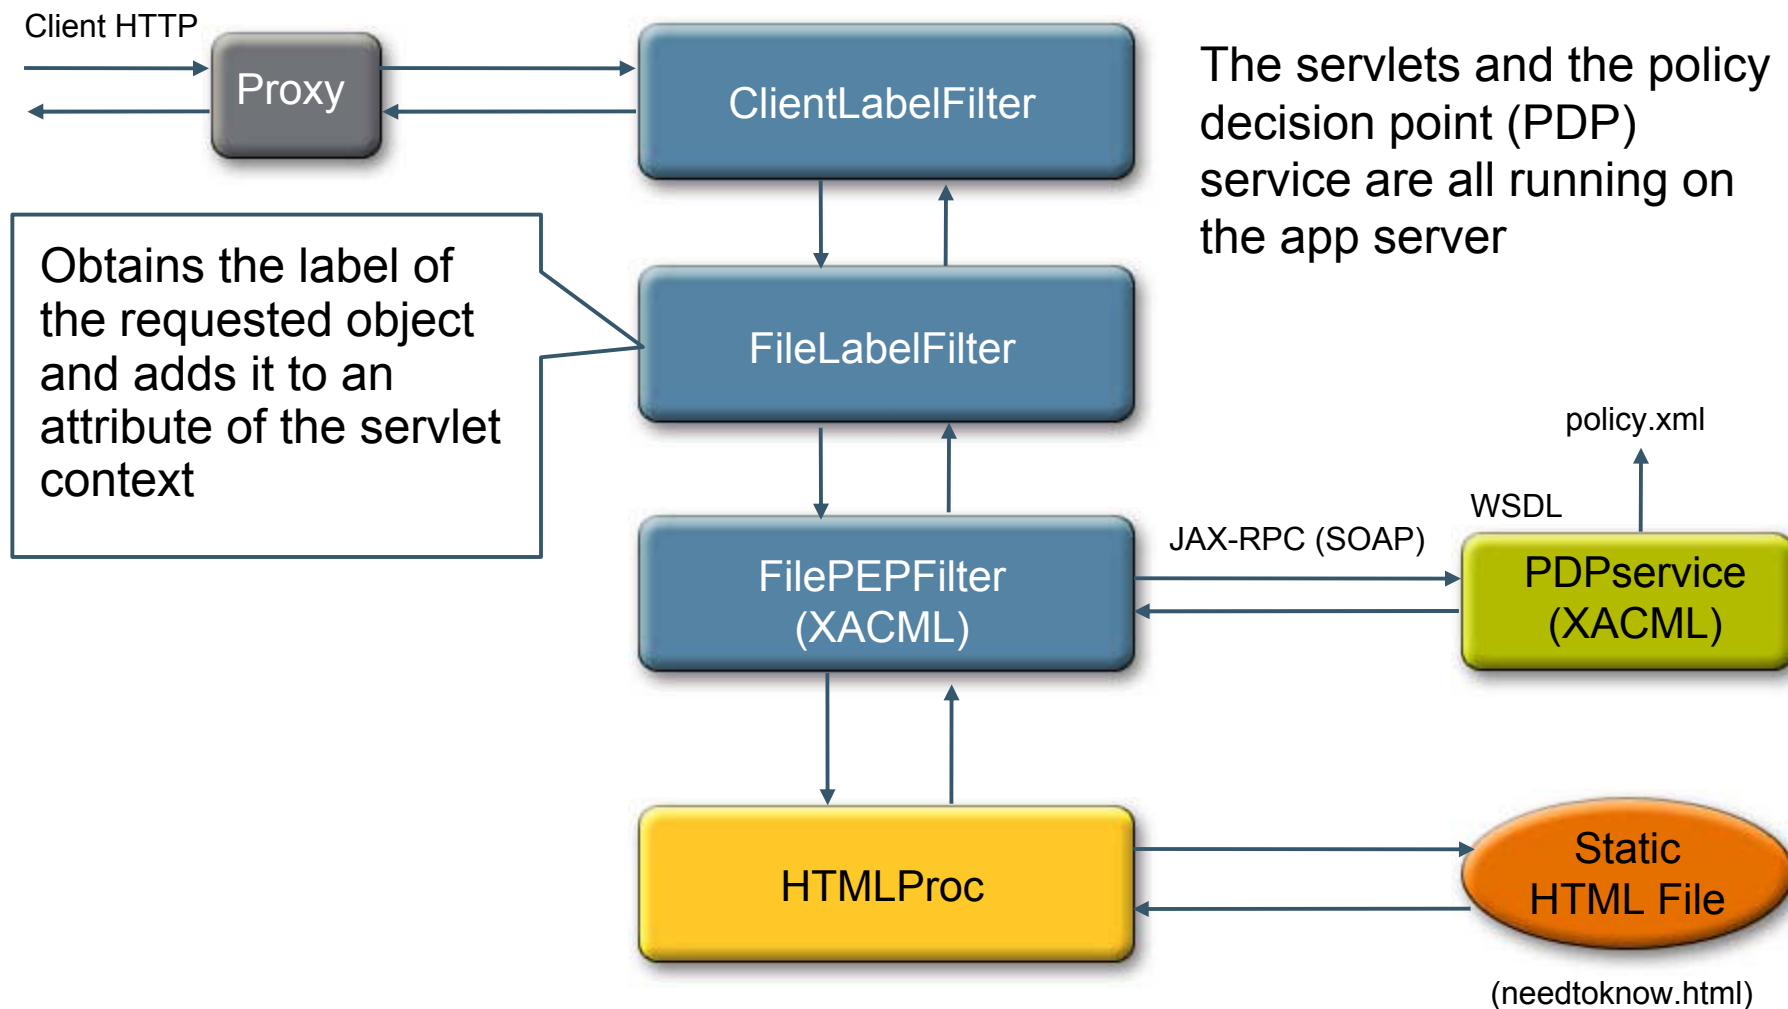 Client HTTP
Proxy
ClientLabelFilter
The servlets and the policy
decision point (PDP)
service are all running on
the app server
Obtains the label of
the requested object
and adds it to an
attribute of the servlet
context
FileLabelFilter
policy.xml
WSDL
JAX-RPC (SOAP)
FilePEPFilter
(XACML)
PDPservice
(XACML)
HTMLProc
Static
HTML File
(needtoknow.html)